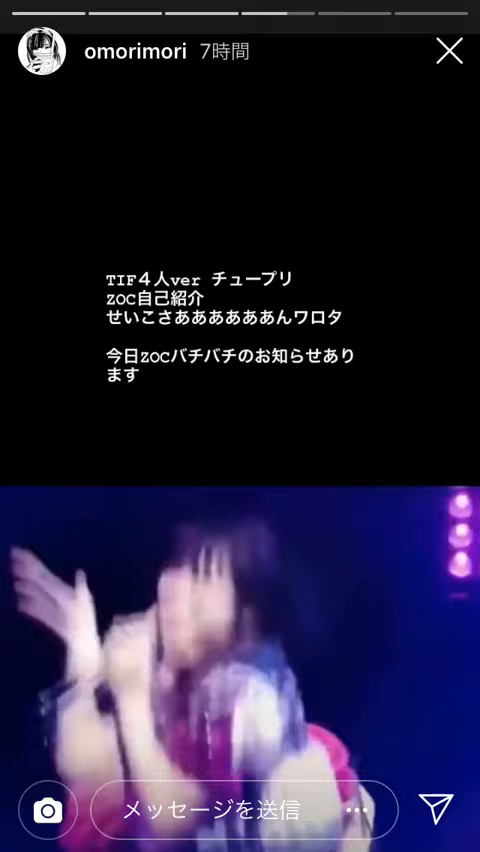 omorimori 7時間
TIF４人ver チュープリ
ZOC自己紹介
せいこさああああああんワロタ
今日ZOCバチバチのお知らせあり
ます
メッセージを送信